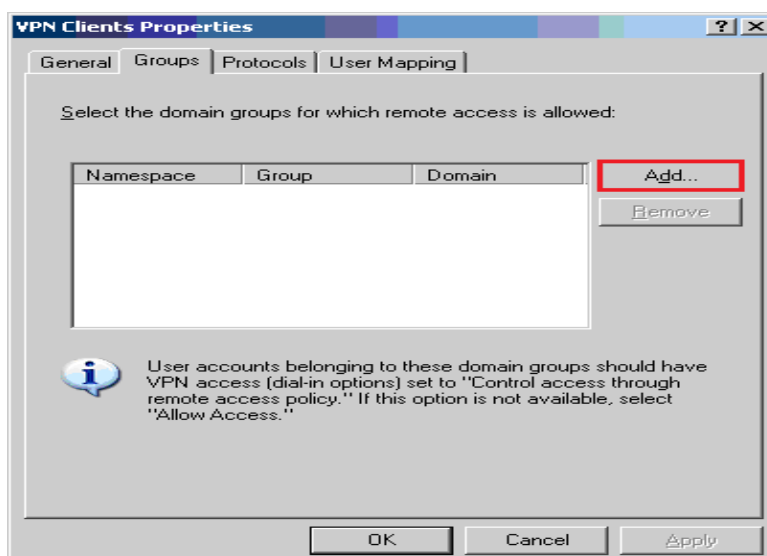 VPN Clients Properties
General Groups Protocols User Mapping
Select the domain groups for which remote access is allowed:
Namespace Group Domain
Add...
Remove
User accounts belonging to these domain groups should have
VPN access (dial-in options) set to "Control access through
remote access policy." If this option is not available, select
"Allow Access."
OK Cancel Apply